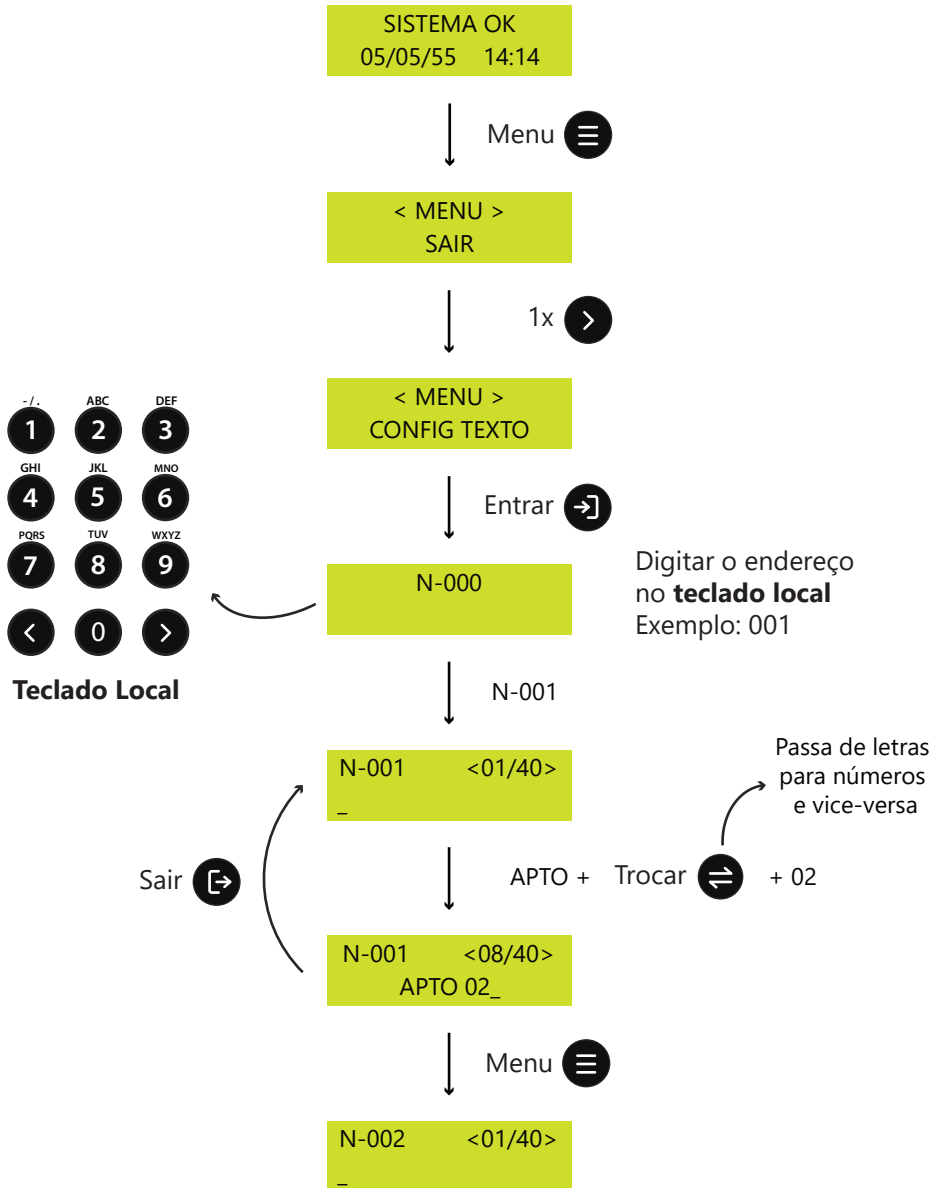 SISTEMA OK
05/05/55 14:14
Menu
< MENU >
SAIR
1x
< MENU >
CONFIG TEXTO
-/. ABC DEF
1 2 3
GHI JKL MNO
4 5 6
PQRS TUV WXYZ
7 8 9
< 0 >
Teclado Local
Entrar
N-000
Digitar o endereço
no teclado local
Exemplo: 001
N-001
N-001 <01/40>
_
Passa de letras
para números
e vice-versa
Sair
APTO + Trocar + 02
N-001 <08/40>
APTO 02_
Menu
N-002 <01/40>
_